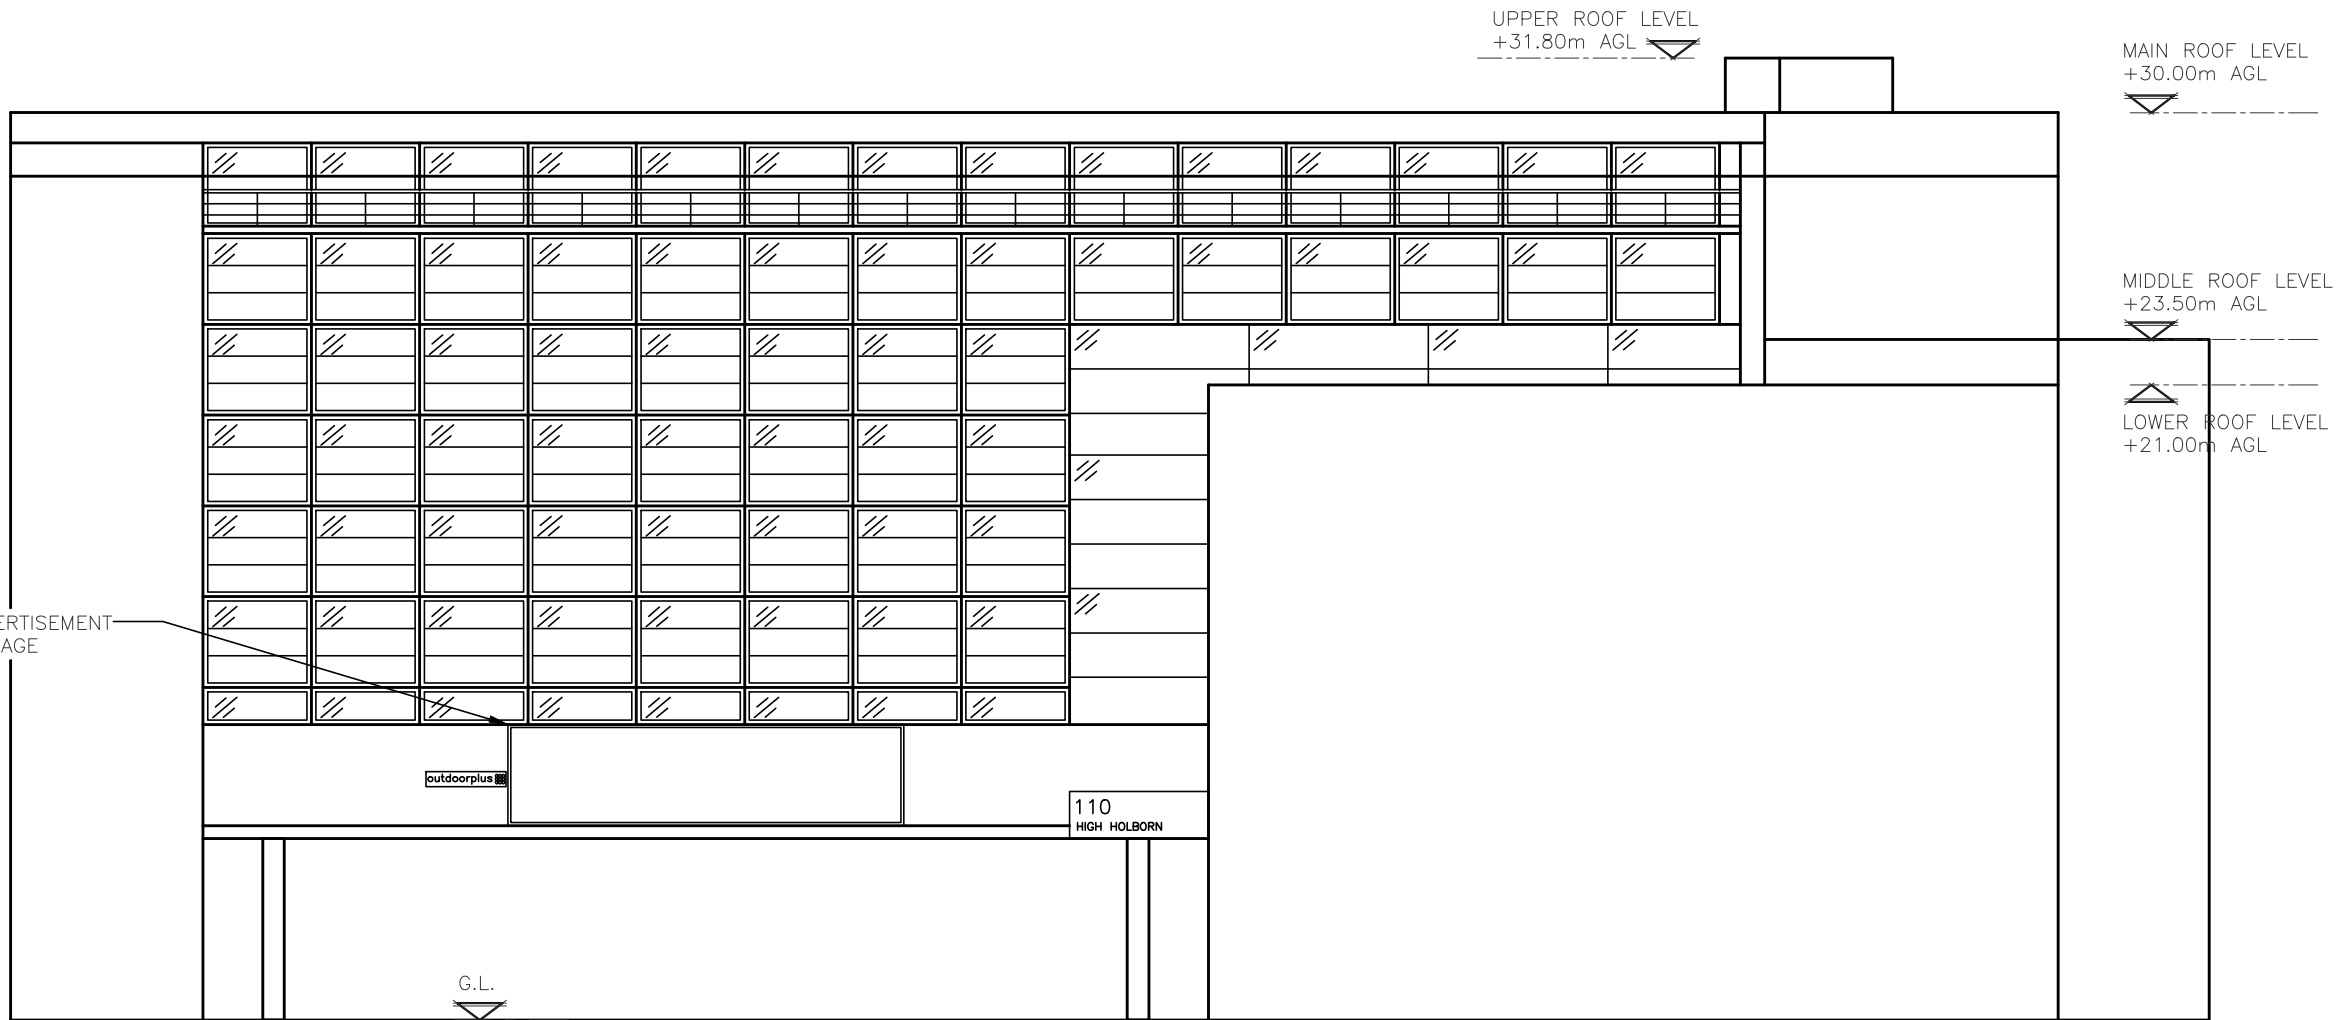 UPPER ROOF LEVEL
+31.80m AGL
MAIN ROOF LEVEL
+30.00m AGL
MIDDLE ROOF LEVEL
+23.50m AGL
LOWER ROOF LEVEL
+21.00m AGL
ERTISEMENT
AGE
outdoorplus
110
HIGH HOLBORN
G.L.